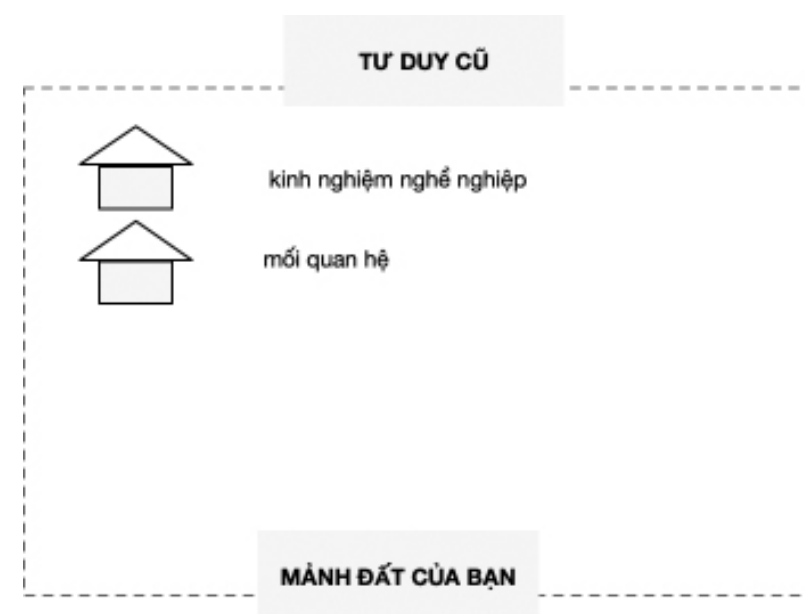 TƯ DUY CŨ
kinh nghiệm nghề nghiệp
mối quan hệ
MẢNH ĐẤT CỦA BẠN